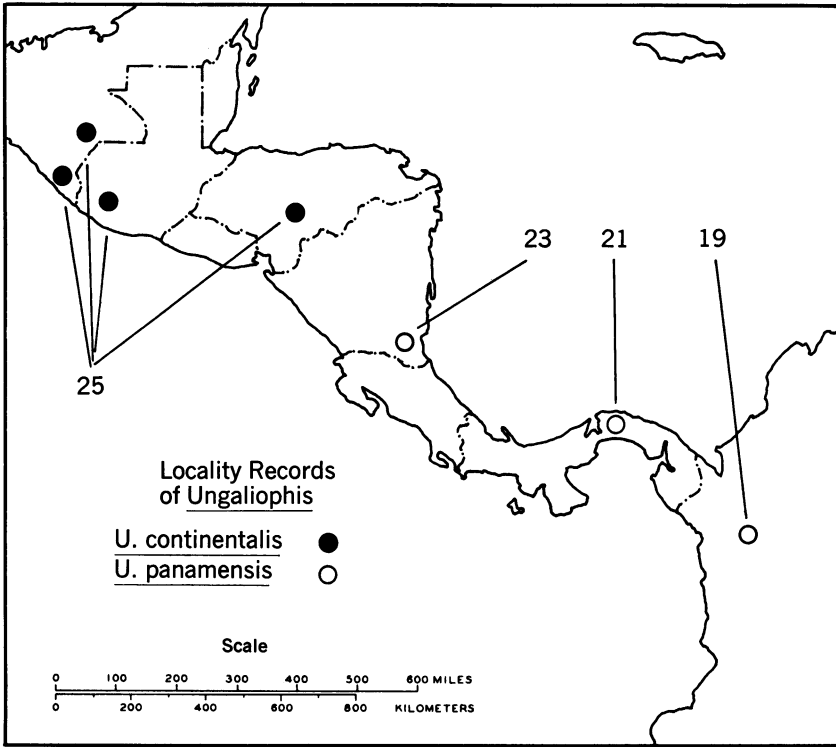 23 21 19
25
Locality Records
of Ungaliophis
U. continentalis
U. panamensis
Scale
0 100 200 300 400 500 600 MILES
0 200 400 600 800 KILOMETERS